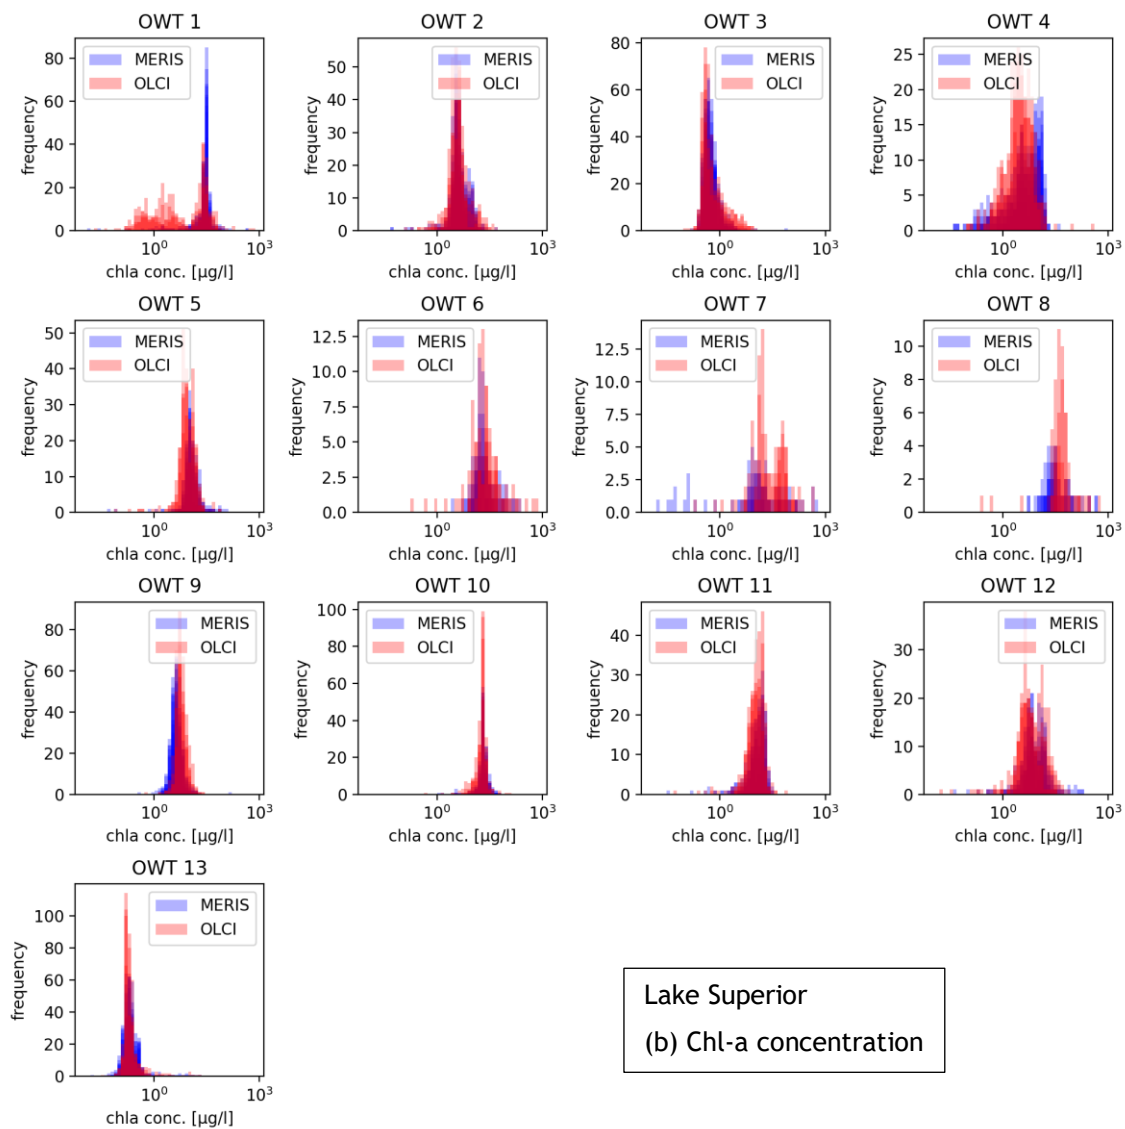 OWT 1
OWT 2
OWT 3
OWT 4
80
60
40
20
0
frequency
MERIS
OLCI
10⁰
10³
chla conc. [µg/l]
50
40
30
20
10
0
frequency
MERIS
OLCI
10⁰
10³
chla conc. [µg/l]
80
60
40
20
0
frequency
MERIS
OLCI
10⁰
10³
chla conc. [µg/l]
25
20
15
10
5
0
frequency
MERIS
OLCI
10⁰
10³
chla conc. [µg/l]
OWT 5
OWT 6
OWT 7
OWT 8
50
40
30
20
10
0
frequency
MERIS
OLCI
10⁰
10³
chla conc. [µg/l]
12.5
10.0
7.5
5.0
2.5
0.0
frequency
MERIS
OLCI
10⁰
10³
chla conc. [µg/l]
12.5
10.0
7.5
5.0
2.5
0.0
frequency
MERIS
OLCI
10⁰
10³
chla conc. [µg/l]
10
8
6
4
2
0
frequency
MERIS
OLCI
10⁰
10³
chla conc. [µg/l]
OWT 9
OWT 10
OWT 11
OWT 12
80
60
40
20
0
frequency
MERIS
OLCI
10⁰
10³
chla conc. [µg/l]
100
80
60
40
20
0
frequency
MERIS
OLCI
10⁰
10³
chla conc. [µg/l]
40
30
20
10
0
frequency
MERIS
OLCI
10⁰
10³
chla conc. [µg/l]
30
20
10
0
frequency
MERIS
OLCI
10⁰
10³
chla conc. [µg/l]
OWT 13
100
80
60
40
20
0
frequency
MERIS
OLCI
10⁰
10³
chla conc. [µg/l]
Lake Superior
(b) Chl-a concentration